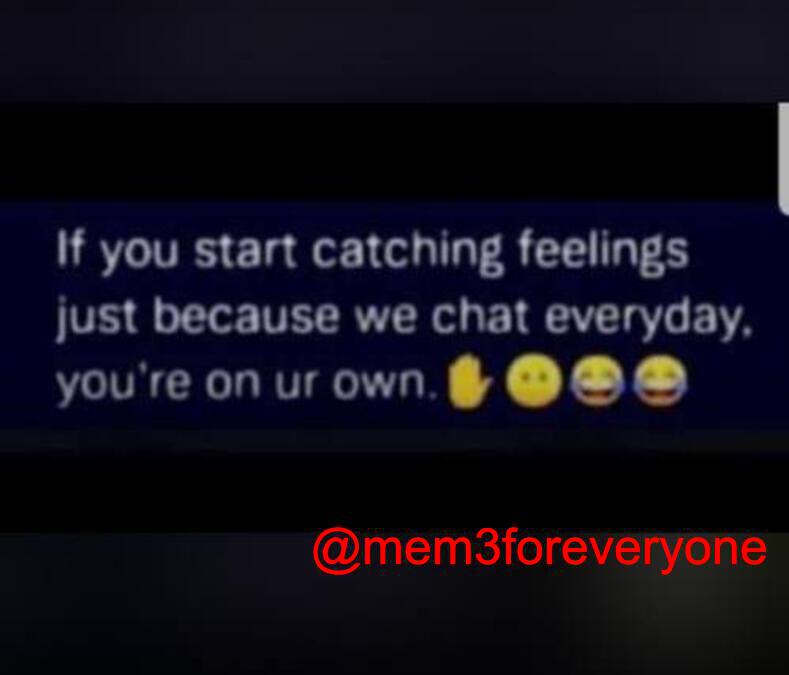 If you start catching feelings
just because we chat everyday,
you're on ur own.✋😶😂😂
@mem3foreveryone